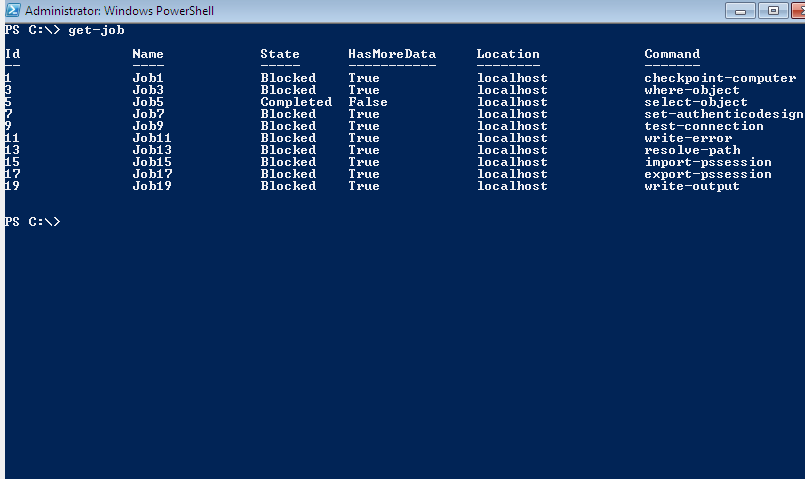 Administrator: Windows PowerShell
PS C:\> get-job
Id Name State HasMoreData Location Command
-- ---- ----- ----------- -------- -------
1 Job1 Blocked True localhost checkpoint-computer
3 Job3 Blocked True localhost where-object
5 Job5 Completed False localhost select-object
7 Job7 Blocked True localhost set-authenticodesign
9 Job9 Blocked True localhost test-connection
11 Job11 Blocked True localhost write-error
13 Job13 Blocked True localhost resolve-path
15 Job15 Blocked True localhost import-pssession
17 Job17 Blocked True localhost export-pssession
19 Job19 Blocked True localhost write-output
PS C:\>